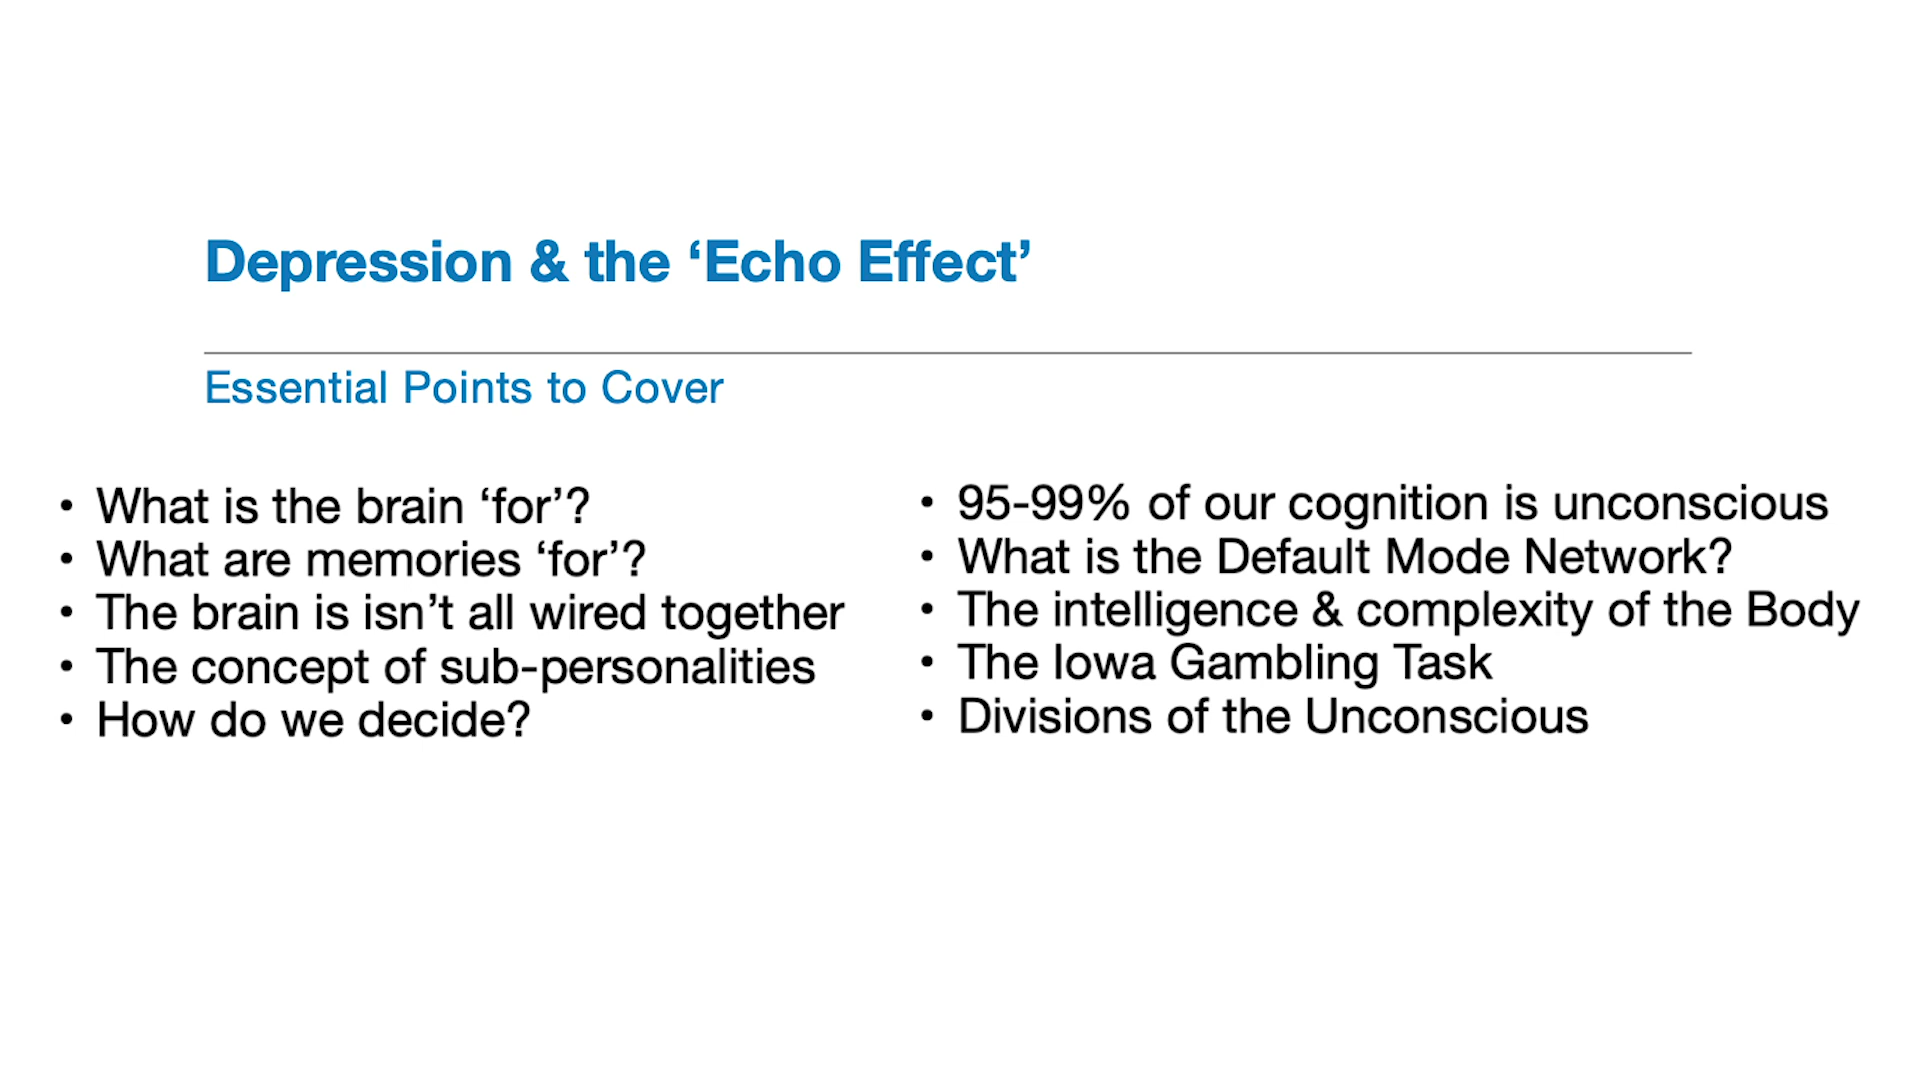 Depression & the ‘Echo Effect’
Essential Points to Cover
• What is the brain ‘for’?
• What are memories ‘for’?
• The brain is isn’t all wired together
• The concept of sub-personalities
• How do we decide?
• 95-99% of our cognition is unconscious
• What is the Default Mode Network?
• The intelligence & complexity of the Body
• The Iowa Gambling Task
• Divisions of the Unconscious